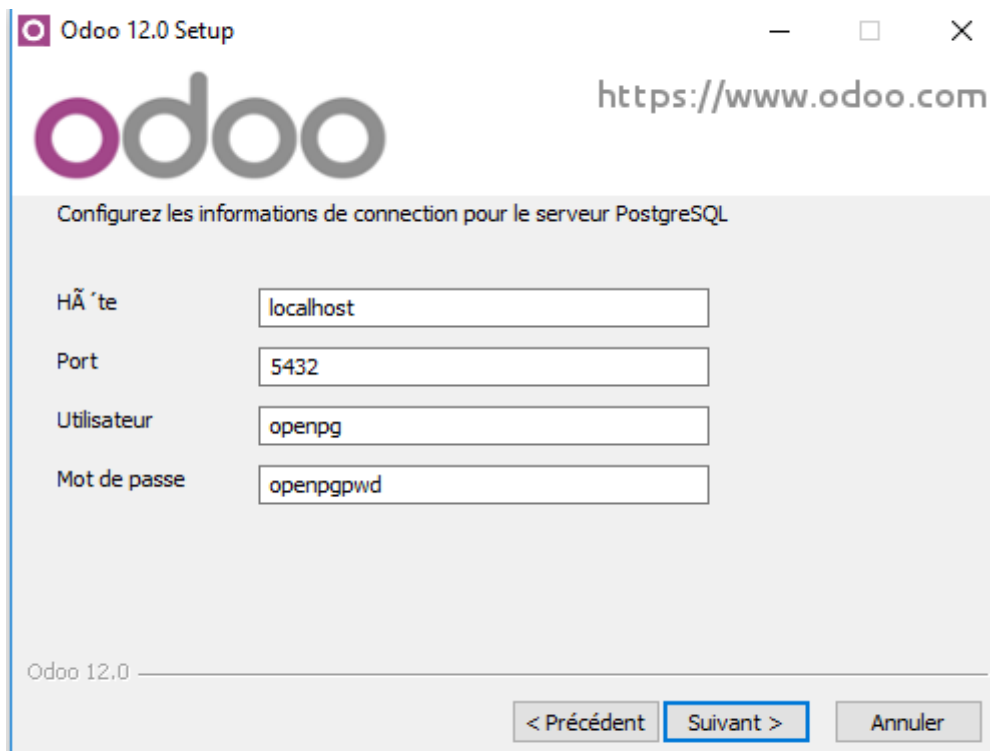 Odoo 12.0 Setup
odoo
https://www.odoo.com
Configurez les informations de connection pour le serveur PostgreSQL
HÃ´te
localhost
Port
5432
Utilisateur
openpg
Mot de passe
openpgpwd
Odoo 12.0
< Précédent
Suivant >
Annuler